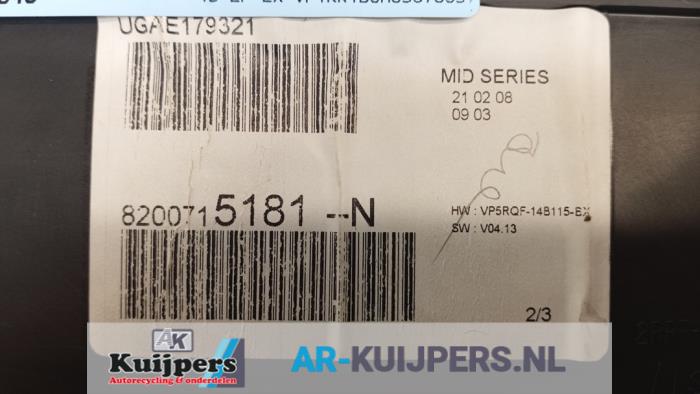 UGAE179321
MID SERIES
21 02 08
09 03
8200715181 --N
HW : VP5RQF-14B115-BX
SW : V04.13
2/3
AK
Kuijpers
Autorecycling & onderdelen
AR-KUIJPERS.NL